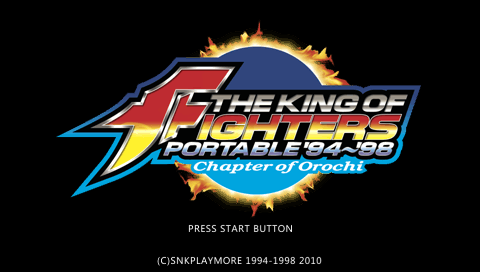 THE KING OF
FIGHTERS
PORTABLE '94~'98
Chapter of Orochi
PRESS START BUTTON
(C)SNKPLAYMORE 1994-1998 2010